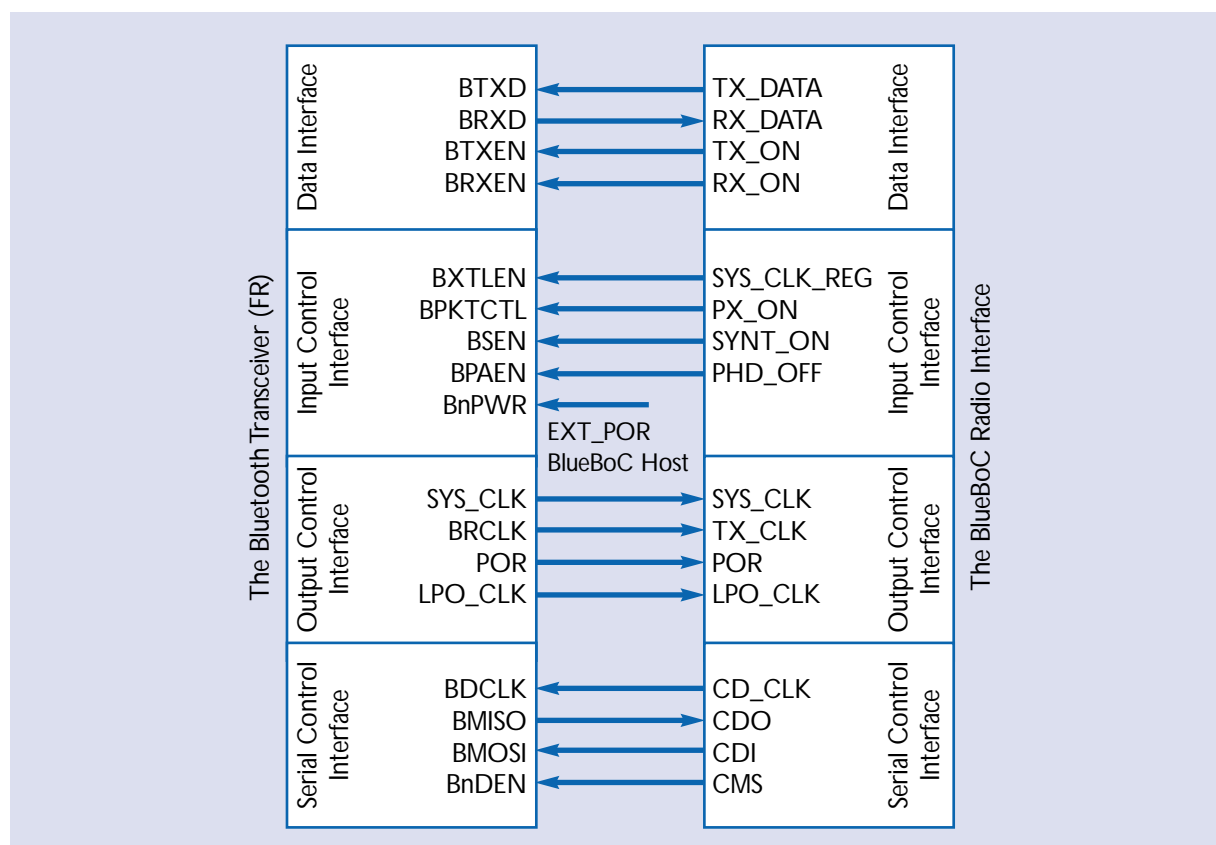 The Bluetooth Transceiver (FR)
Data Interface
BTXD
BRXD
BTXEN
BRXEN
TX_DATA
RX_DATA
TX_ON
RX_ON
Data Interface
Input Control
Interface
BXTLEN
BPKTCTL
BSEN
BPAEN
BnPWR
EXT_POR
BlueBoC Host
SYS_CLK_REG
PX_ON
SYNT_ON
PHD_OFF
Input Control
Interface
Output Control
Interface
SYS_CLK
BRCLK
POR
LPO_CLK
SYS_CLK
TX_CLK
POR
LPO_CLK
Output Control
Interface
Serial Control
Interface
BDCLK
BMISO
BMOSI
BnDEN
CD_CLK
CDO
CDI
CMS
Serial Control
Interface
The BlueBoC Radio Interface